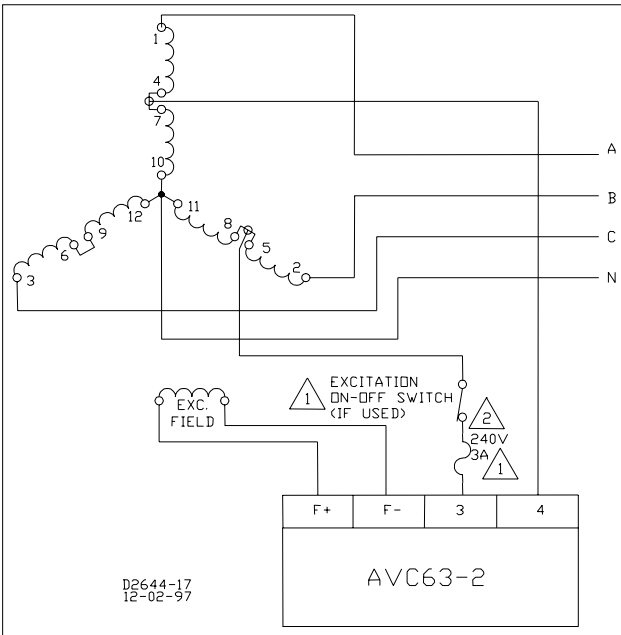 1
4
7
10
A
B
C
N
12
11
9
8
6
5
3
2
EXCITATION
1 ON-OFF SWITCH
(IF USED)
2
240V
3A
1
EXC.
FIELD
F+ F- 3 4
AVC63-2
D2644-17
12-02-97